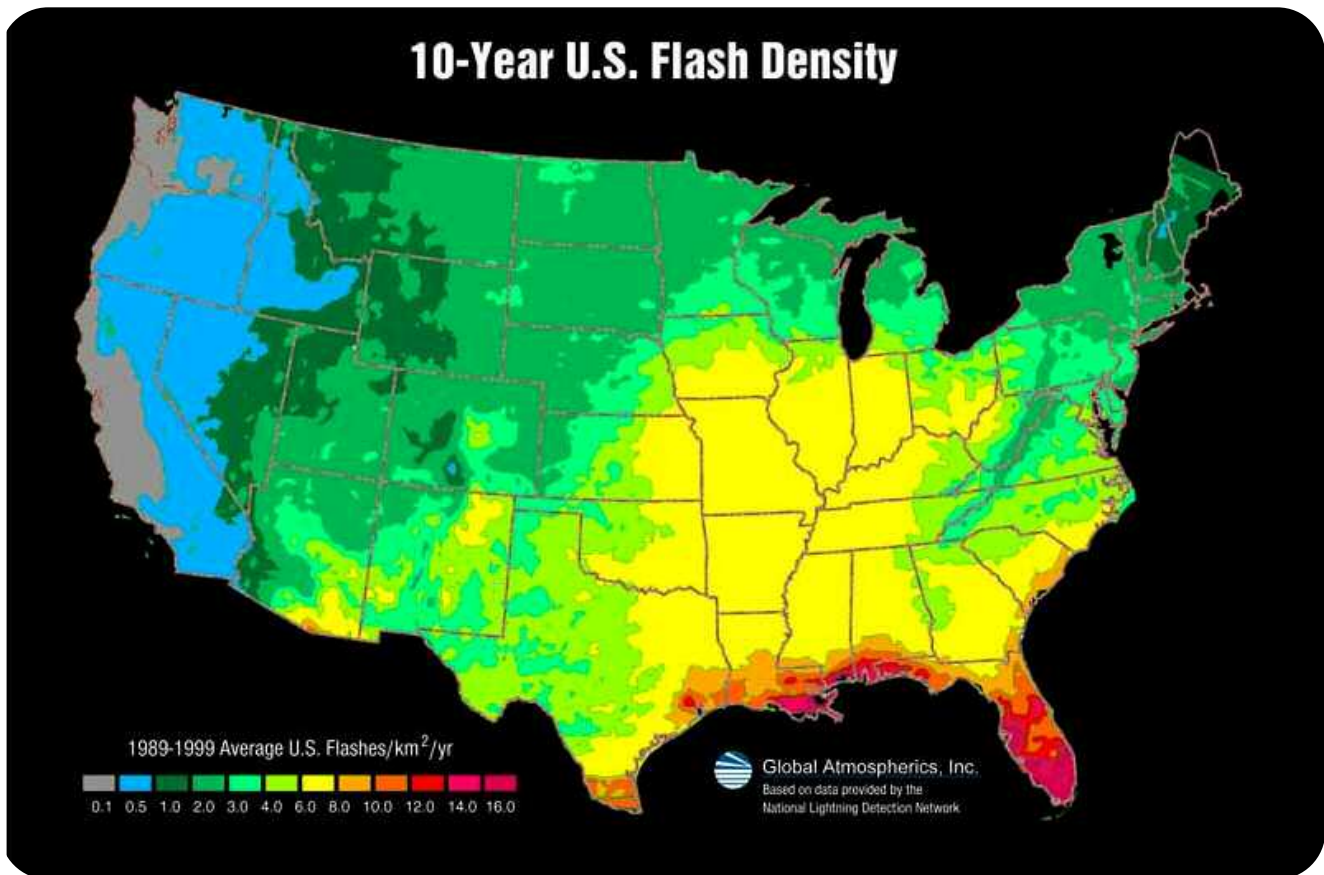 10-Year U.S. Flash Density
1989-1999 Average U.S. Flashes/km²/yr
0.1 0.5 1.0 2.0 3.0 4.0 6.0 8.0 10.0 12.0 14.0 16.0
Global Atmospherics, Inc.
Based on data provided by the
National Lightning Detection Network